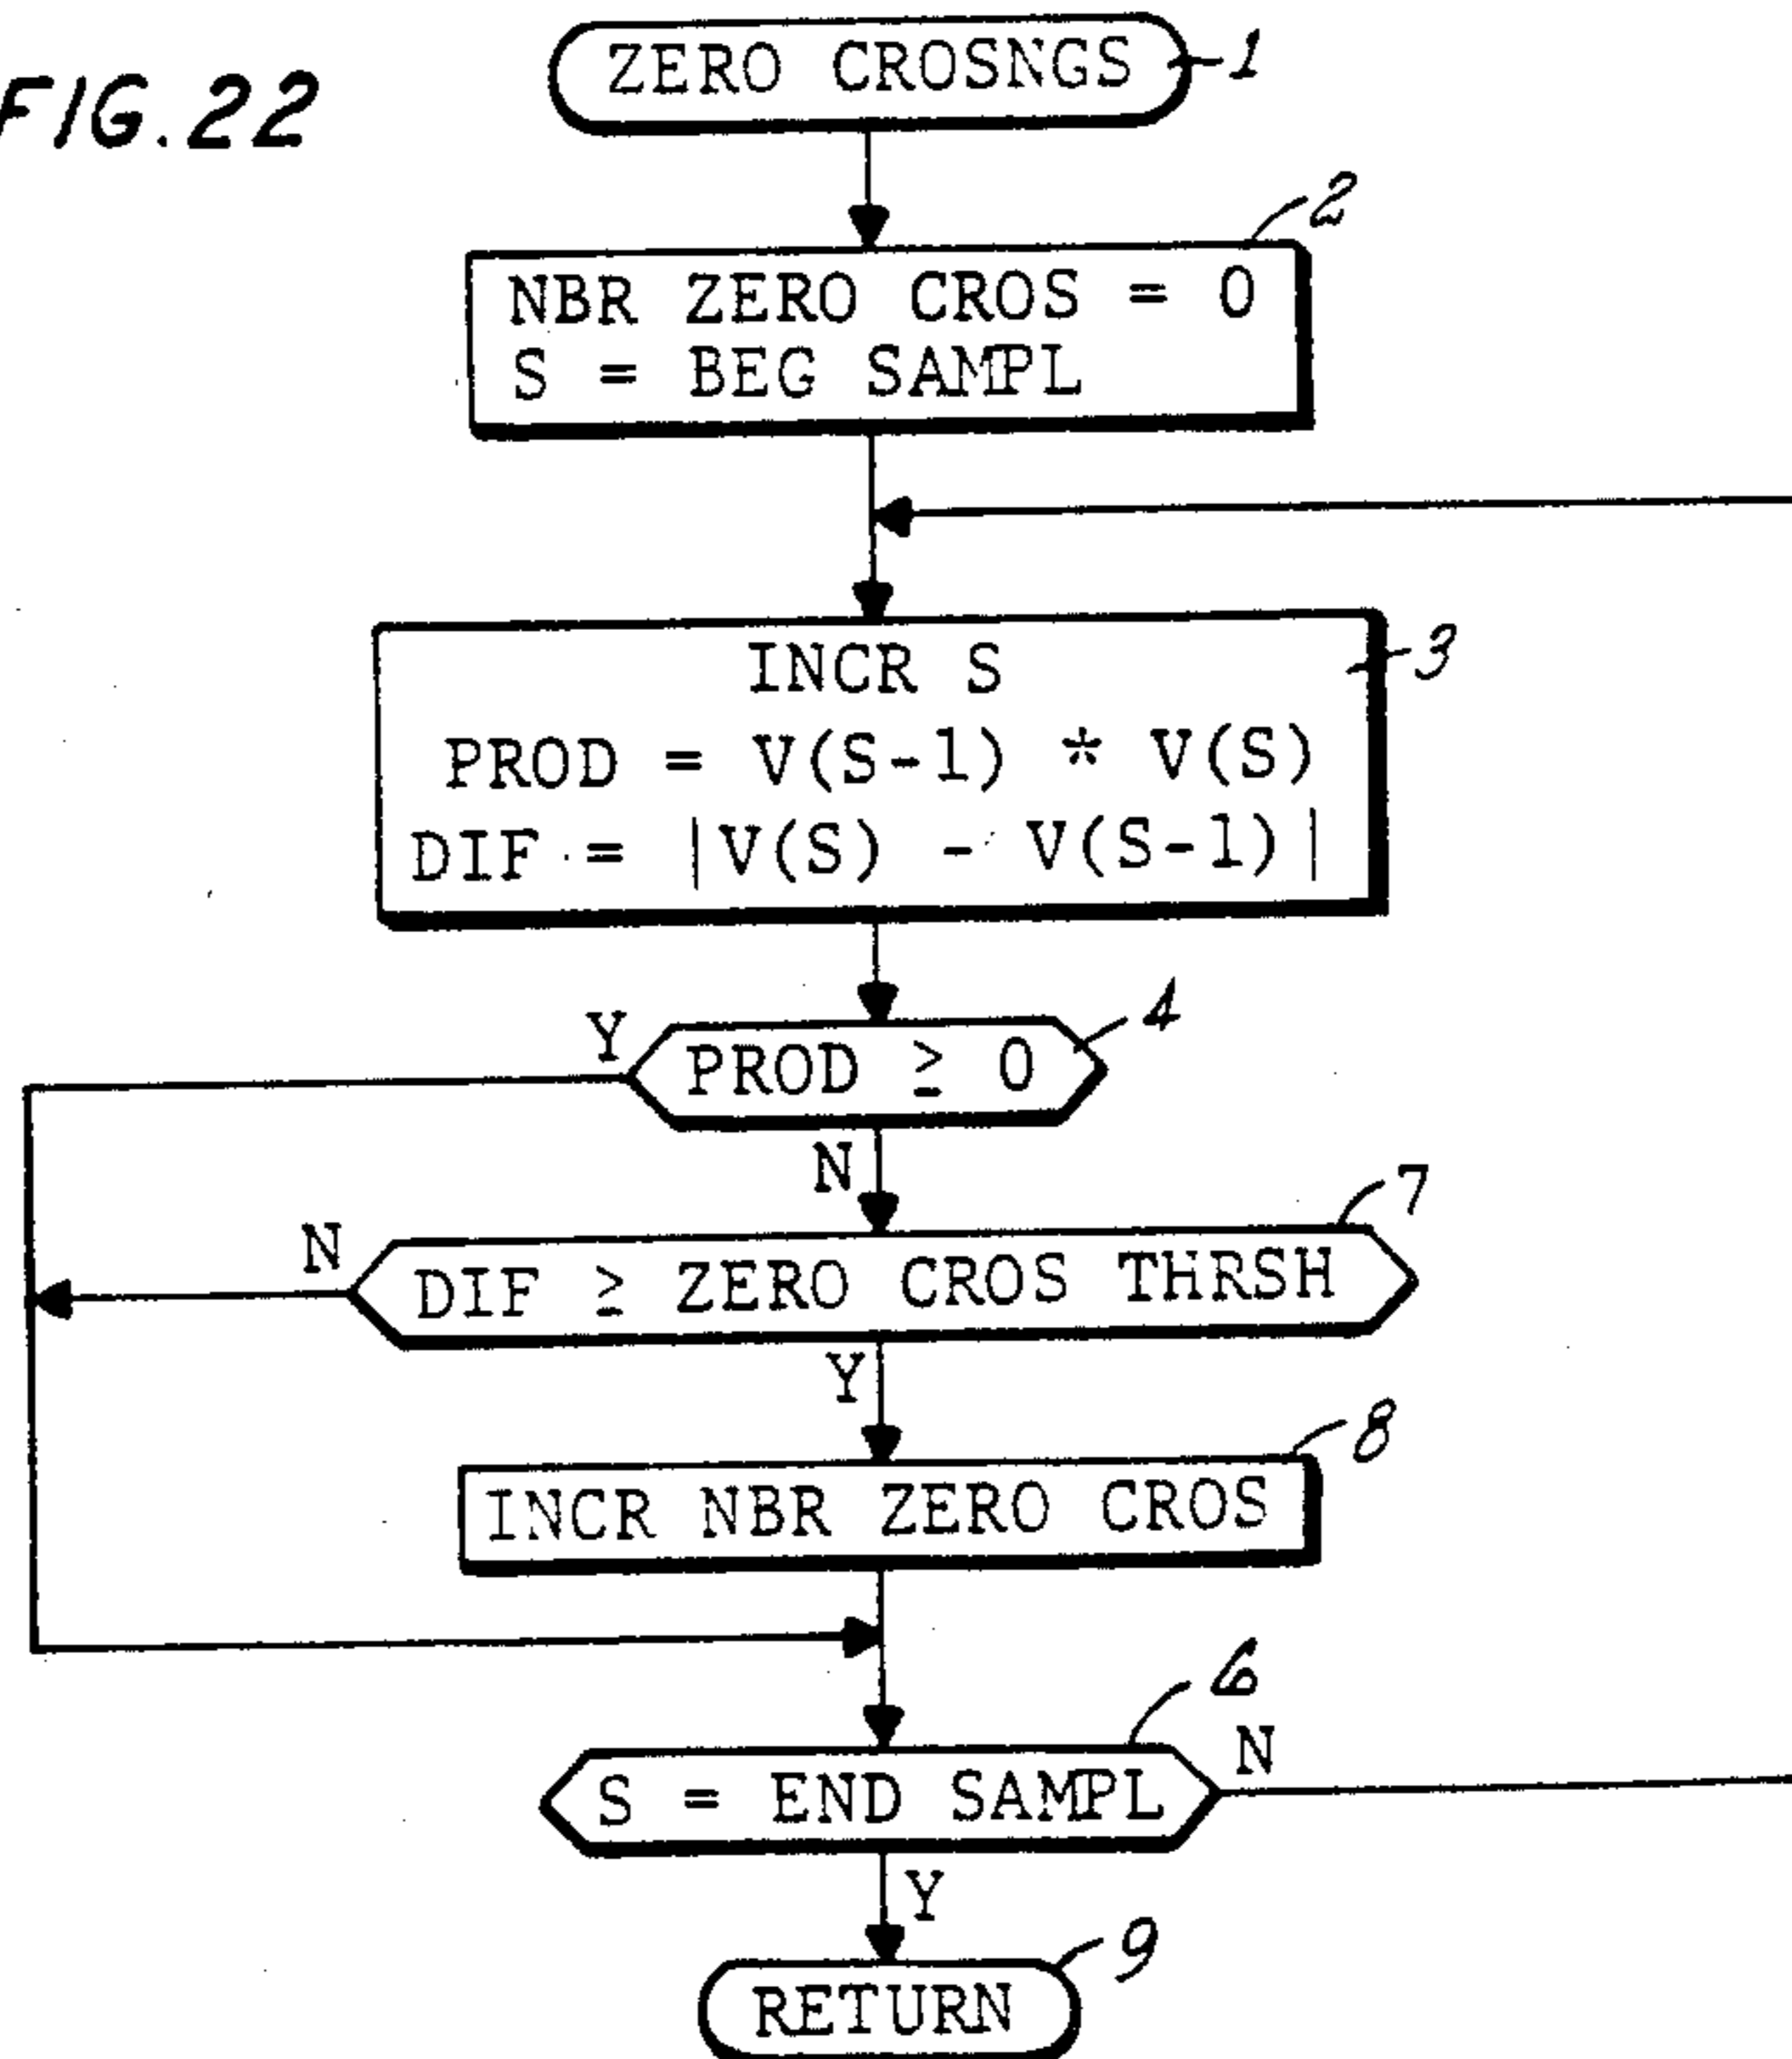 FIG.22
ZERO CROSNGS
1
2
NBR ZERO CROS = 0
S = BEG SAMPL
3
INCR S
PROD = V(S-1) * V(S)
DIF = |V(S) - V(S-1)|
4
Y
PROD ≥ 0
N
7
N
DIF ≥ ZERO CROS THRSH
Y
8
INCR NBR ZERO CROS
6
N
S = END SAMPL
Y
9
RETURN